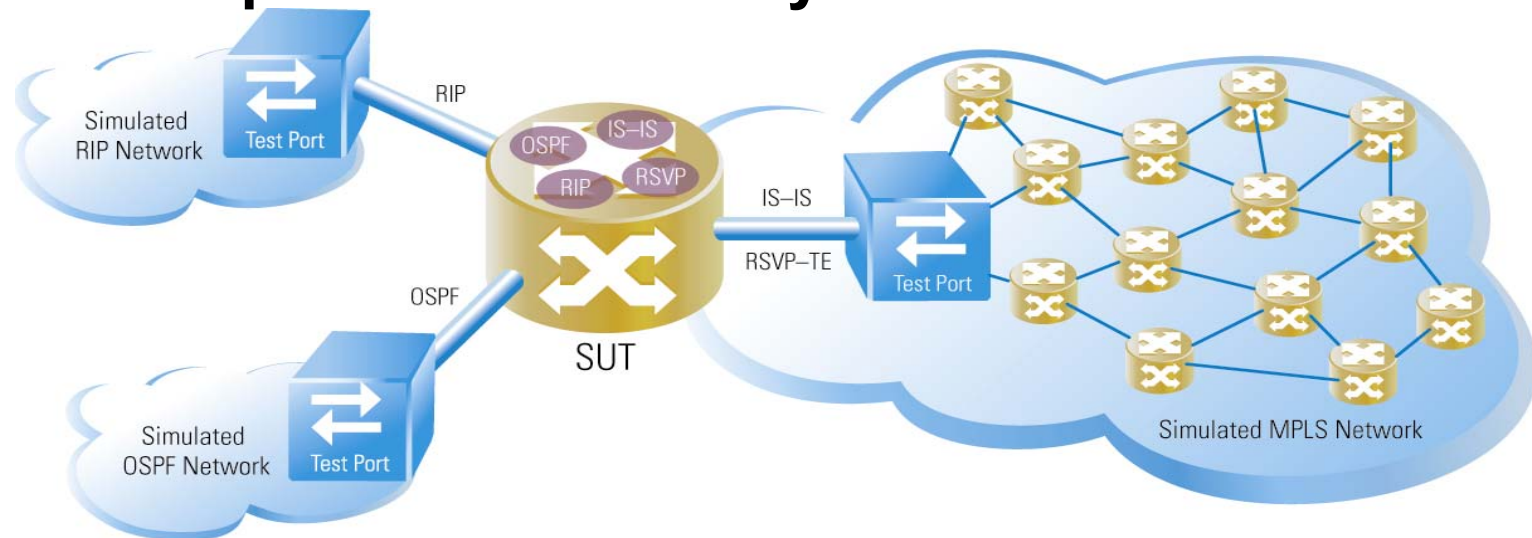 Simulated
RIP Network
Test Port
RIP
OSPF
IS–IS
RIP
RSVP
SUT
IS–IS
RSVP–TE
Test Port
OSPF
Simulated
OSPF Network
Test Port
Simulated MPLS Network